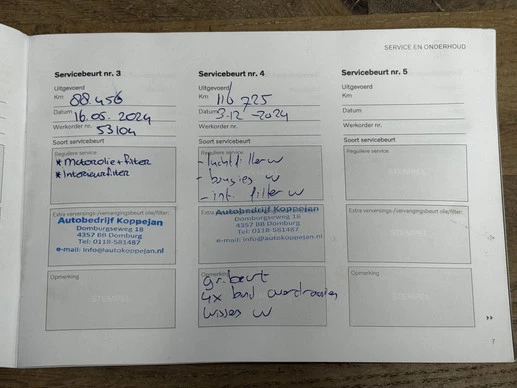 SERVICE EN ONDERHOUD
Servicebeurt nr. 3
Uitgevoerd
Km 88.456
Datum 16.05.2024
Werkorder nr. 53104
Soort servicebeurt
Reguliere service
* Motorolie + filter
* Interieurfilter
Extra verversings-/vervangingsbeurt olie/filter:
Autobedrijf Koppejan
Domburgseweg 18
4357 BB Domburg
Tel: 0118-581487
e-mail: info@autokoppejan.nl
Opmerking
STEMPEL
Servicebeurt nr. 4
Uitgevoerd
Km 116 725
Datum 3-12-2024
Werkorder nr.
Soort servicebeurt
Reguliere service
- luchtfilter w
- bougies w
- int. filter w
Extra verversings-/vervangingsbeurt olie/filter:
Autobedrijf Koppejan
Domburgseweg 18
4357 BB Domburg
Tel: 0118-581487
e-mail: info@autokoppejan.nl
Opmerking
gr. beurt
4x band
wissers w
Servicebeurt nr. 5
Uitgevoerd
Km
Datum
Werkorder nr.
Soort servicebeurt
Reguliere service
Extra verversings-/vervangingsbeurt olie/filter:
Opmerking
STEMPEL
7